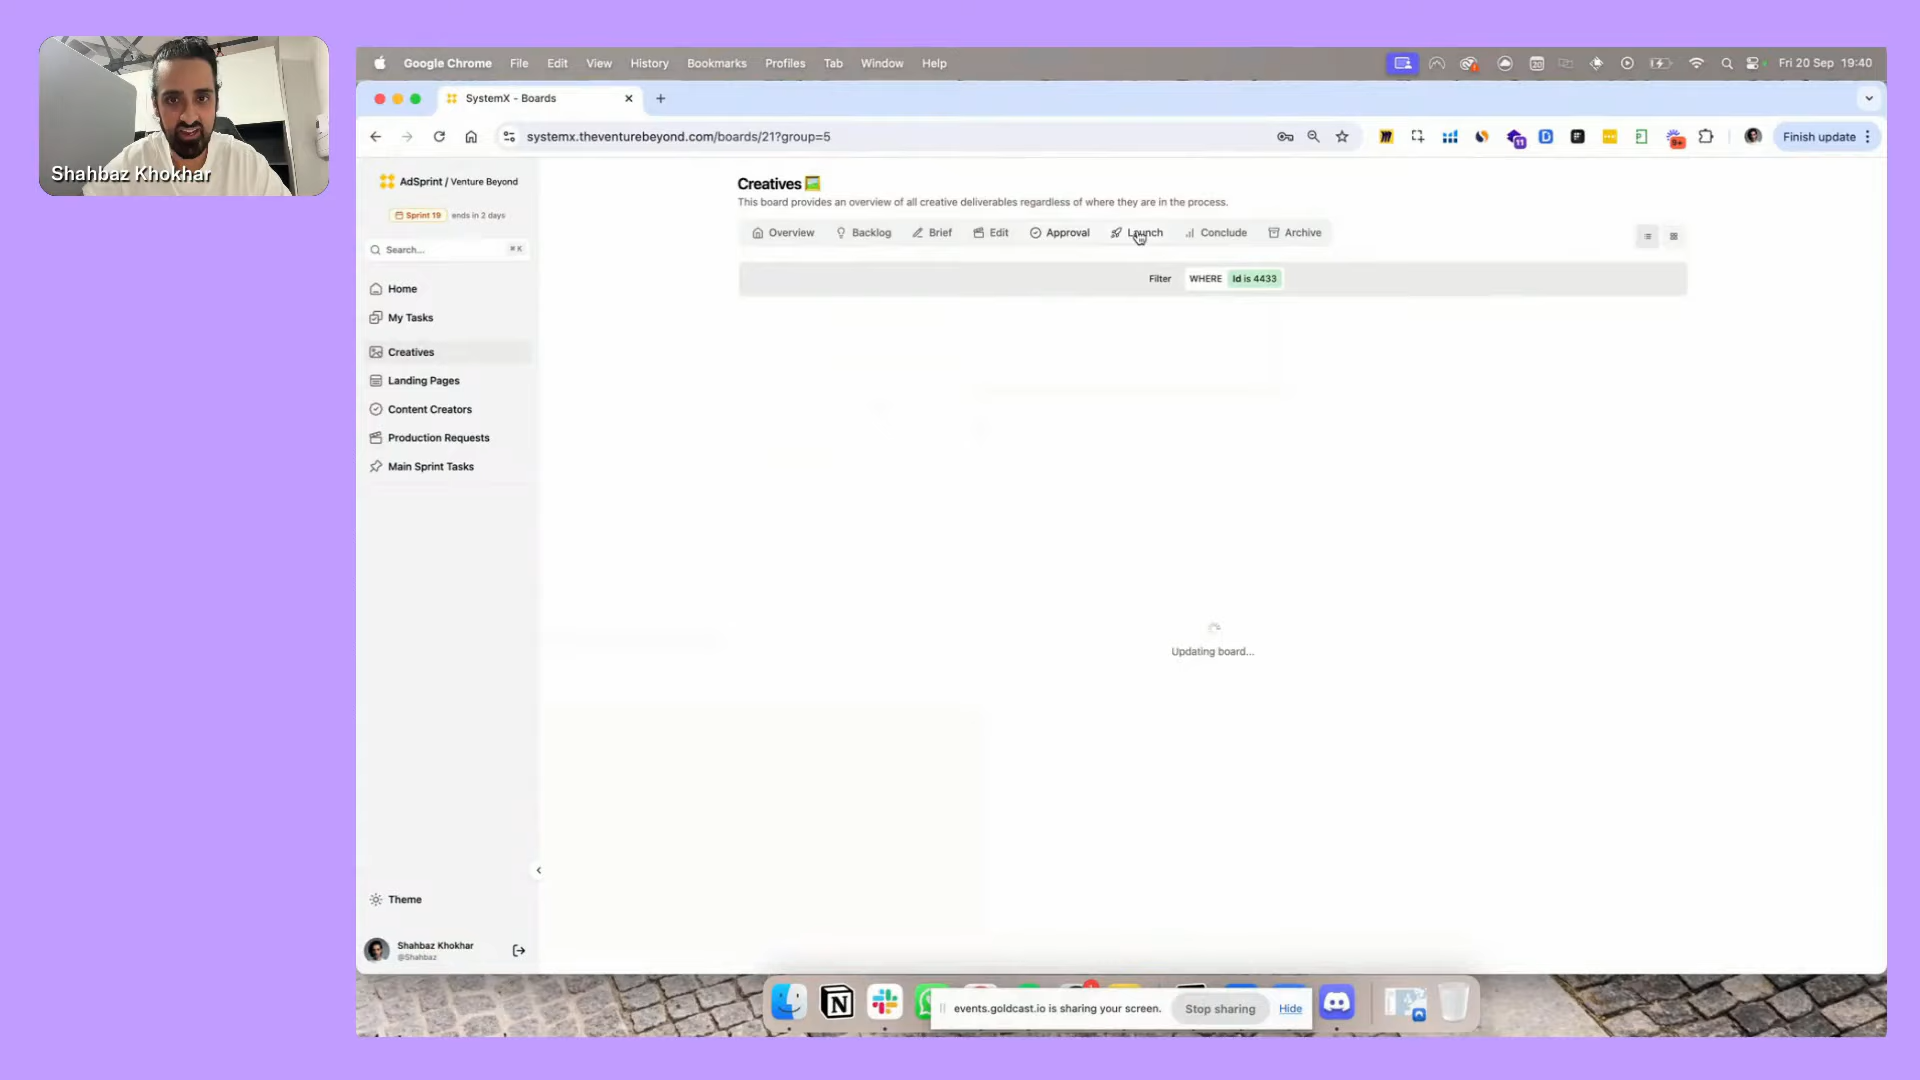 Shahbaz Khokhar
Google Chrome File Edit View History Bookmarks Profiles Tab Window Help
20
Fri 20 Sep 19:40
SystemX - Boards
systemx.theventurebeyond.com/boards/21?group=5
11
9+
Finish update
AdSprint / Venture Beyond
Sprint 19 ends in 2 days
Search... ⌘K
Home
My Tasks
Creatives
Landing Pages
Content Creators
Production Requests
Main Sprint Tasks
Theme
Shahbaz Khokhar
@Shahbaz
Creatives
This board provides an overview of all creative deliverables regardless of where they are in the process.
Overview Backlog Brief Edit Approval Launch Conclude Archive
Filter WHERE Id is 4433
Updating board...
events.goldcast.io is sharing your screen. Stop sharing Hide